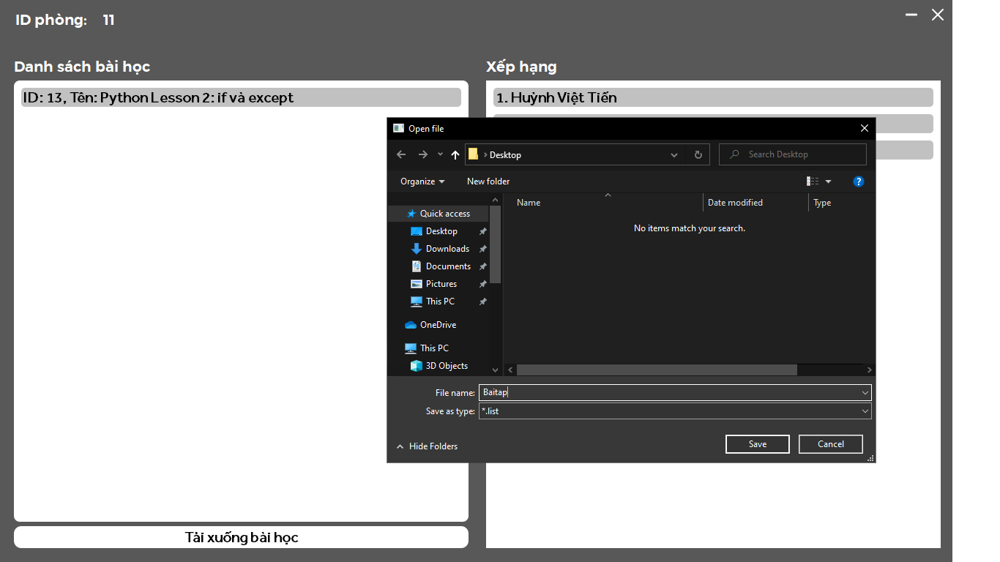 ID phòng: 11
Danh sách bài học
ID: 13, Tên: Python Lesson 2: if và except
Tải xuống bài học
Xếp hạng
1. Huỳnh Việt Tiến
Open file
Desktop
Search Desktop
Organize
New folder
Quick access
Desktop
Downloads
Documents
Pictures
This PC
OneDrive
This PC
3D Objects
Name Date modified Type
No items match your search.
File name: Baitap
Save as type: *.list
Hide Folders
Save
Cancel